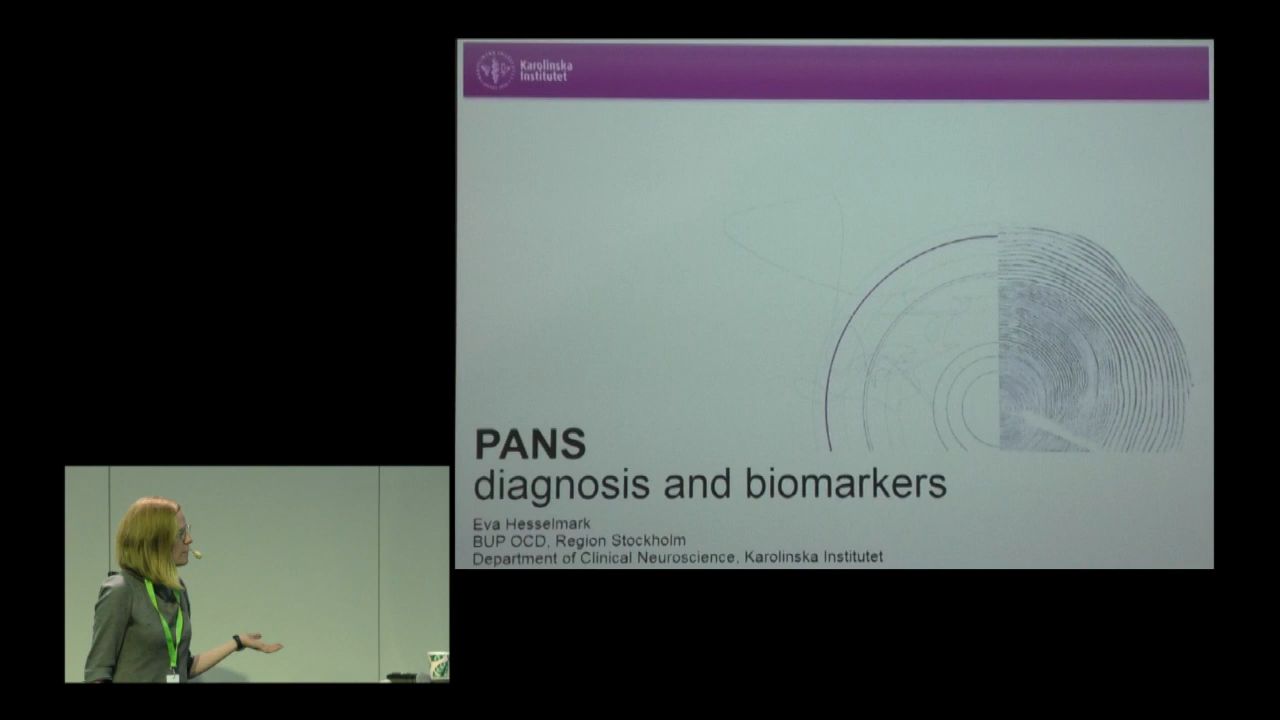 Karolinska
Institutet
PANS
diagnosis and biomarkers
Eva Hesselmark
BUP OCD, Region Stockholm
Department of Clinical Neuroscience, Karolinska Institutet